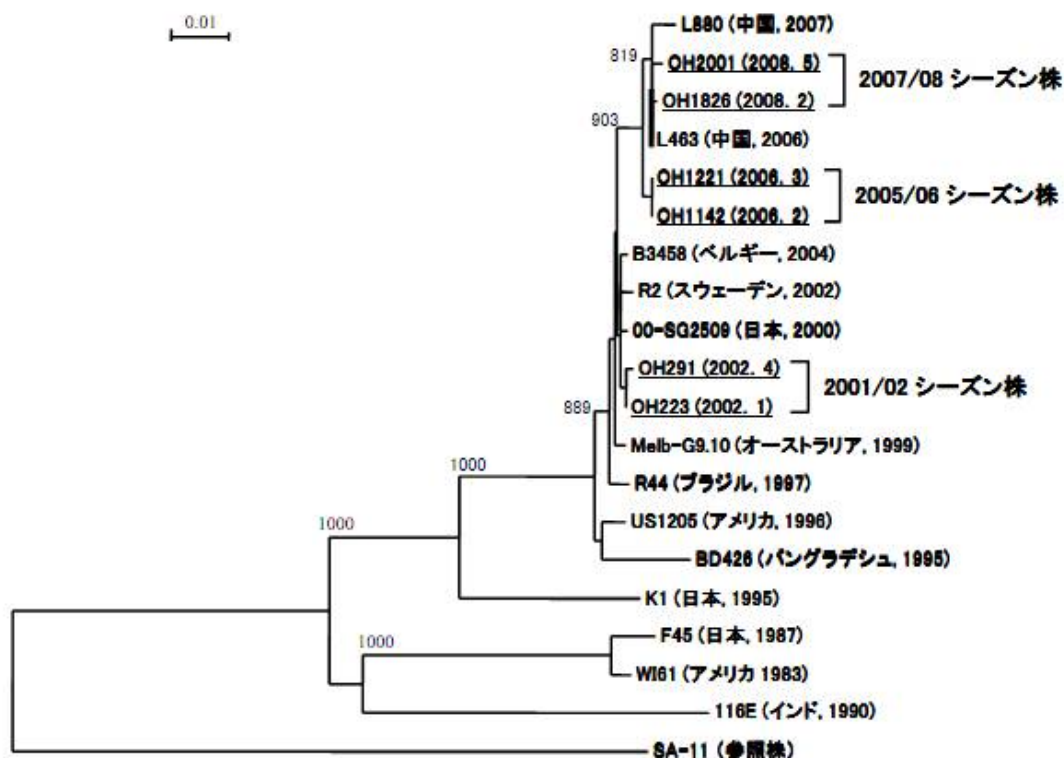 0.01
L880 (中国, 2007)
819
OH2001 (2008. 5)
2007/08 シーズン株
OH1826 (2008. 2)
903
L463 (中国, 2006)
OH1221 (2006. 3)
2005/06 シーズン株
OH1142 (2006. 2)
B3458 (ベルギー, 2004)
R2 (スウェーデン, 2002)
00-SG2509 (日本, 2000)
OH291 (2002. 4)
2001/02 シーズン株
889
OH223 (2002. 1)
Melb-G9.10 (オーストラリア, 1999)
1000
R44 (ブラジル, 1997)
US1205 (アメリカ, 1996)
1000
BD426 (バングラデシュ, 1995)
K1 (日本, 1995)
1000
F45 (日本, 1987)
WI61 (アメリカ 1983)
116E (インド, 1990)
SA-11 (参照株)